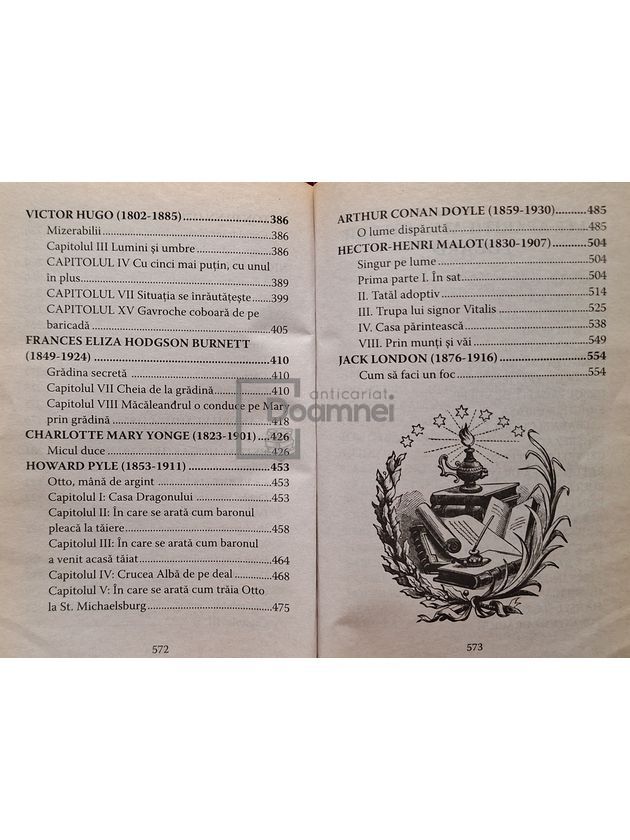 VICTOR HUGO (1802-1885)........................386
Mizerabilii................................................386
Capitolul III Lumini și umbre....................386
CAPITOLUL IV Cu cinci mai puțin, cu unul
în plus.......................................................389
CAPITOLUL VII Situația se înrăutățește.......399
CAPITOLUL XV Gavroche coboară de pe
baricadă....................................................405
FRANCES ELIZA HODGSON BURNETT
(1849-1924)................................................410
Grădina secretă.........................................410
Capitolul VII Cheia de la grădină...............410
Capitolul VIII Măcăleandrul o conduce pe Mary
prin grădină..............................................418
CHARLOTTE MARY YONGE (1823-1901)....426
Micul duce.................................................426
HOWARD PYLE (1853-1911)........................453
Otto, mână de argint.................................453
Capitolul I: Casa Dragonului.....................453
Capitolul II: În care se arată cum baronul
pleacă la tăiere..........................................458
Capitolul III: În care se arată cum baronul
a venit acasă tăiat.....................................464
Capitolul IV: Crucea Albă de pe deal..........468
Capitolul V: În care se arată cum trăia Otto
la St. Michaelsburg....................................475
572
ARTHUR CONAN DOYLE (1859-1930)..........485
O lume dispărută.......................................485
HECTOR-HENRI MALOT(1830-1907)...........504
Singur pe lume..........................................504
Prima parte I. În sat..................................504
II. Tatăl adoptiv.........................................514
III. Trupa lui signor Vitalis........................525
IV. Casa părintească..................................538
VIII. Prin munți și văi................................549
JACK LONDON (1876-1916)........................554
Cum să faci un foc......................................554
573
anticariat
Doamnei